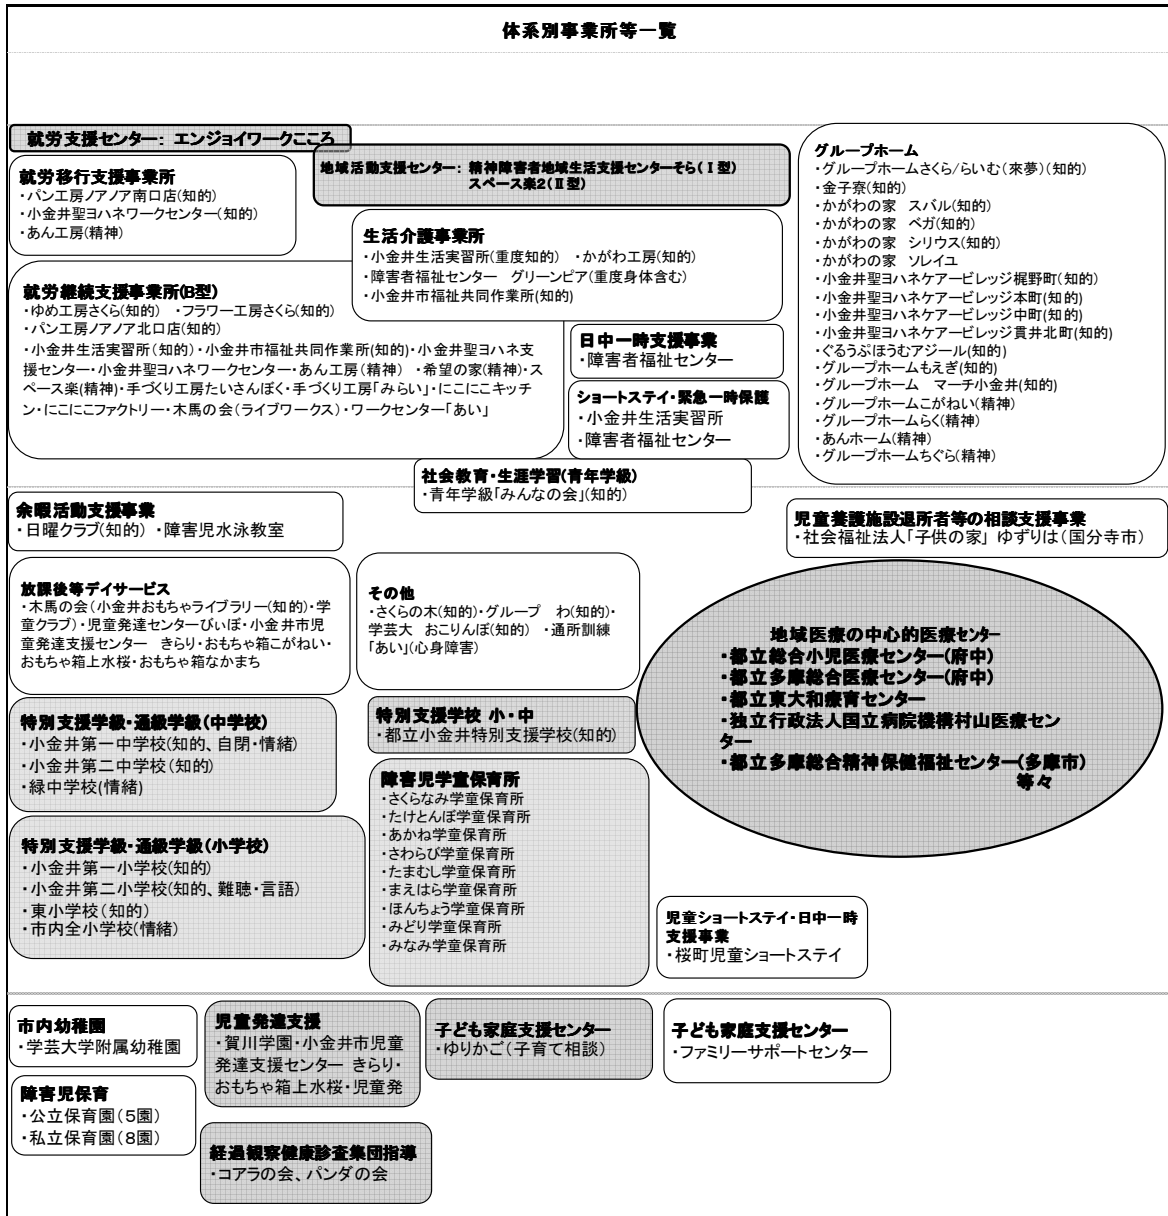 体系別事業所等一覧
就労支援センター: エンジョイワークこころ
就労移行支援事業所
・パン工房ノアノア南口店(知的)
・小金井聖ヨハネワークセンター(知的)
・あん工房(精神)
地域活動支援センター: 精神障害者地域生活支援センターそら(Ⅰ型)
スペース楽2(Ⅱ型)
生活介護事業所
・小金井生活実習所(重度知的) ・かがわ工房(知的)
・障害者福祉センター グリーンピア(重度身体含む)
・小金井市福祉共同作業所(知的)
就労継続支援事業所(B型)
・ゆめ工房さくら(知的) ・フラワー工房さくら(知的)
・パン工房ノアノア北口店(知的)
・小金井生活実習所(知的)・小金井市福祉共同作業所(知的)・小金井聖ヨハネ支
援センター・小金井聖ヨハネワークセンター・あん工房(精神) ・希望の家(精神)・ス
ペース楽(精神)・手づくり工房たいさんぼく・手づくり工房「みらい」・にこにこキッチ
ン・にこにこファクトリー・木馬の会(ライブワークス)・ワークセンター「あい」
日中一時支援事業
・障害者福祉センター
ショートステイ・緊急一時保護
・小金井生活実習所
・障害者福祉センター
グループホーム
・グループホームさくら/らいむ(來夢)(知的)
・金子寮(知的)
・かがわの家 スバル(知的)
・かがわの家 ベガ(知的)
・かがわの家 シリウス(知的)
・かがわの家 ソレイユ
・小金井聖ヨハネケアービレッジ梶野町(知的)
・小金井聖ヨハネケアービレッジ本町(知的)
・小金井聖ヨハネケアービレッジ中町(知的)
・小金井聖ヨハネケアービレッジ貫井北町(知的)
・ぐるうぷほうむアジール(知的)
・グループホームもえぎ(知的)
・グループホーム マーチ小金井(知的)
・グループホームこがねい(精神)
・グループホームらく(精神)
・あんホーム(精神)
・グループホームちぐら(精神)
社会教育・生涯学習(青年学級)
・青年学級「みんなの会」(知的)
余暇活動支援事業
・日曜クラブ(知的) ・障害児水泳教室
児童養護施設退所者等の相談支援事業
・社会福祉法人「子供の家」 ゆずりは(国分寺市)
放課後等デイサービス
・木馬の会(小金井おもちゃライブラリー(知的)・学
童クラブ)・児童発達センターぴぃぽ・小金井市児
童発達支援センター きらり・おもちゃ箱こがねい・
おもちゃ箱上水桜・おもちゃ箱なかまち
その他
・さくらの木(知的)・グループ わ(知的)・
学芸大 おこりんぼ(知的) ・通所訓練
「あい」(心身障害)
地域医療の中心的医療センター
・都立総合小児医療センター(府中)
・都立多摩総合医療センター(府中)
・都立東大和療育センター
・独立行政法人国立病院機構村山医療セン
ター
・都立多摩総合精神保健福祉センター(多摩市)
等々
特別支援学級・通級学級(中学校)
・小金井第一中学校(知的、自閉・情緒)
・小金井第二中学校(知的)
・緑中学校(情緒)
特別支援学校 小・中
・都立小金井特別支援学校(知的)
障害児学童保育所
・さくらなみ学童保育所
・たけとんぼ学童保育所
・あかね学童保育所
・さわらび学童保育所
・たまむし学童保育所
・まえはら学童保育所
・ほんちょう学童保育所
・みどり学童保育所
・みなみ学童保育所
特別支援学級・通級学級(小学校)
・小金井第一小学校(知的)
・小金井第二小学校(知的、難聴・言語)
・東小学校(知的)
・市内全小学校(情緒)
児童ショートステイ・日中一時
支援事業
・桜町児童ショートステイ
市内幼稚園
・学芸大学附属幼稚園
児童発達支援
・賀川学園・小金井市児童
発達支援センター きらり・
おもちゃ箱上水桜・児童発
子ども家庭支援センター
・ゆりかご(子育て相談)
子ども家庭支援センター
・ファミリーサポートセンター
障害児保育
・公立保育園(5園)
・私立保育園(8園)
経過観察健康診査集団指導
・コアラの会、パンダの会